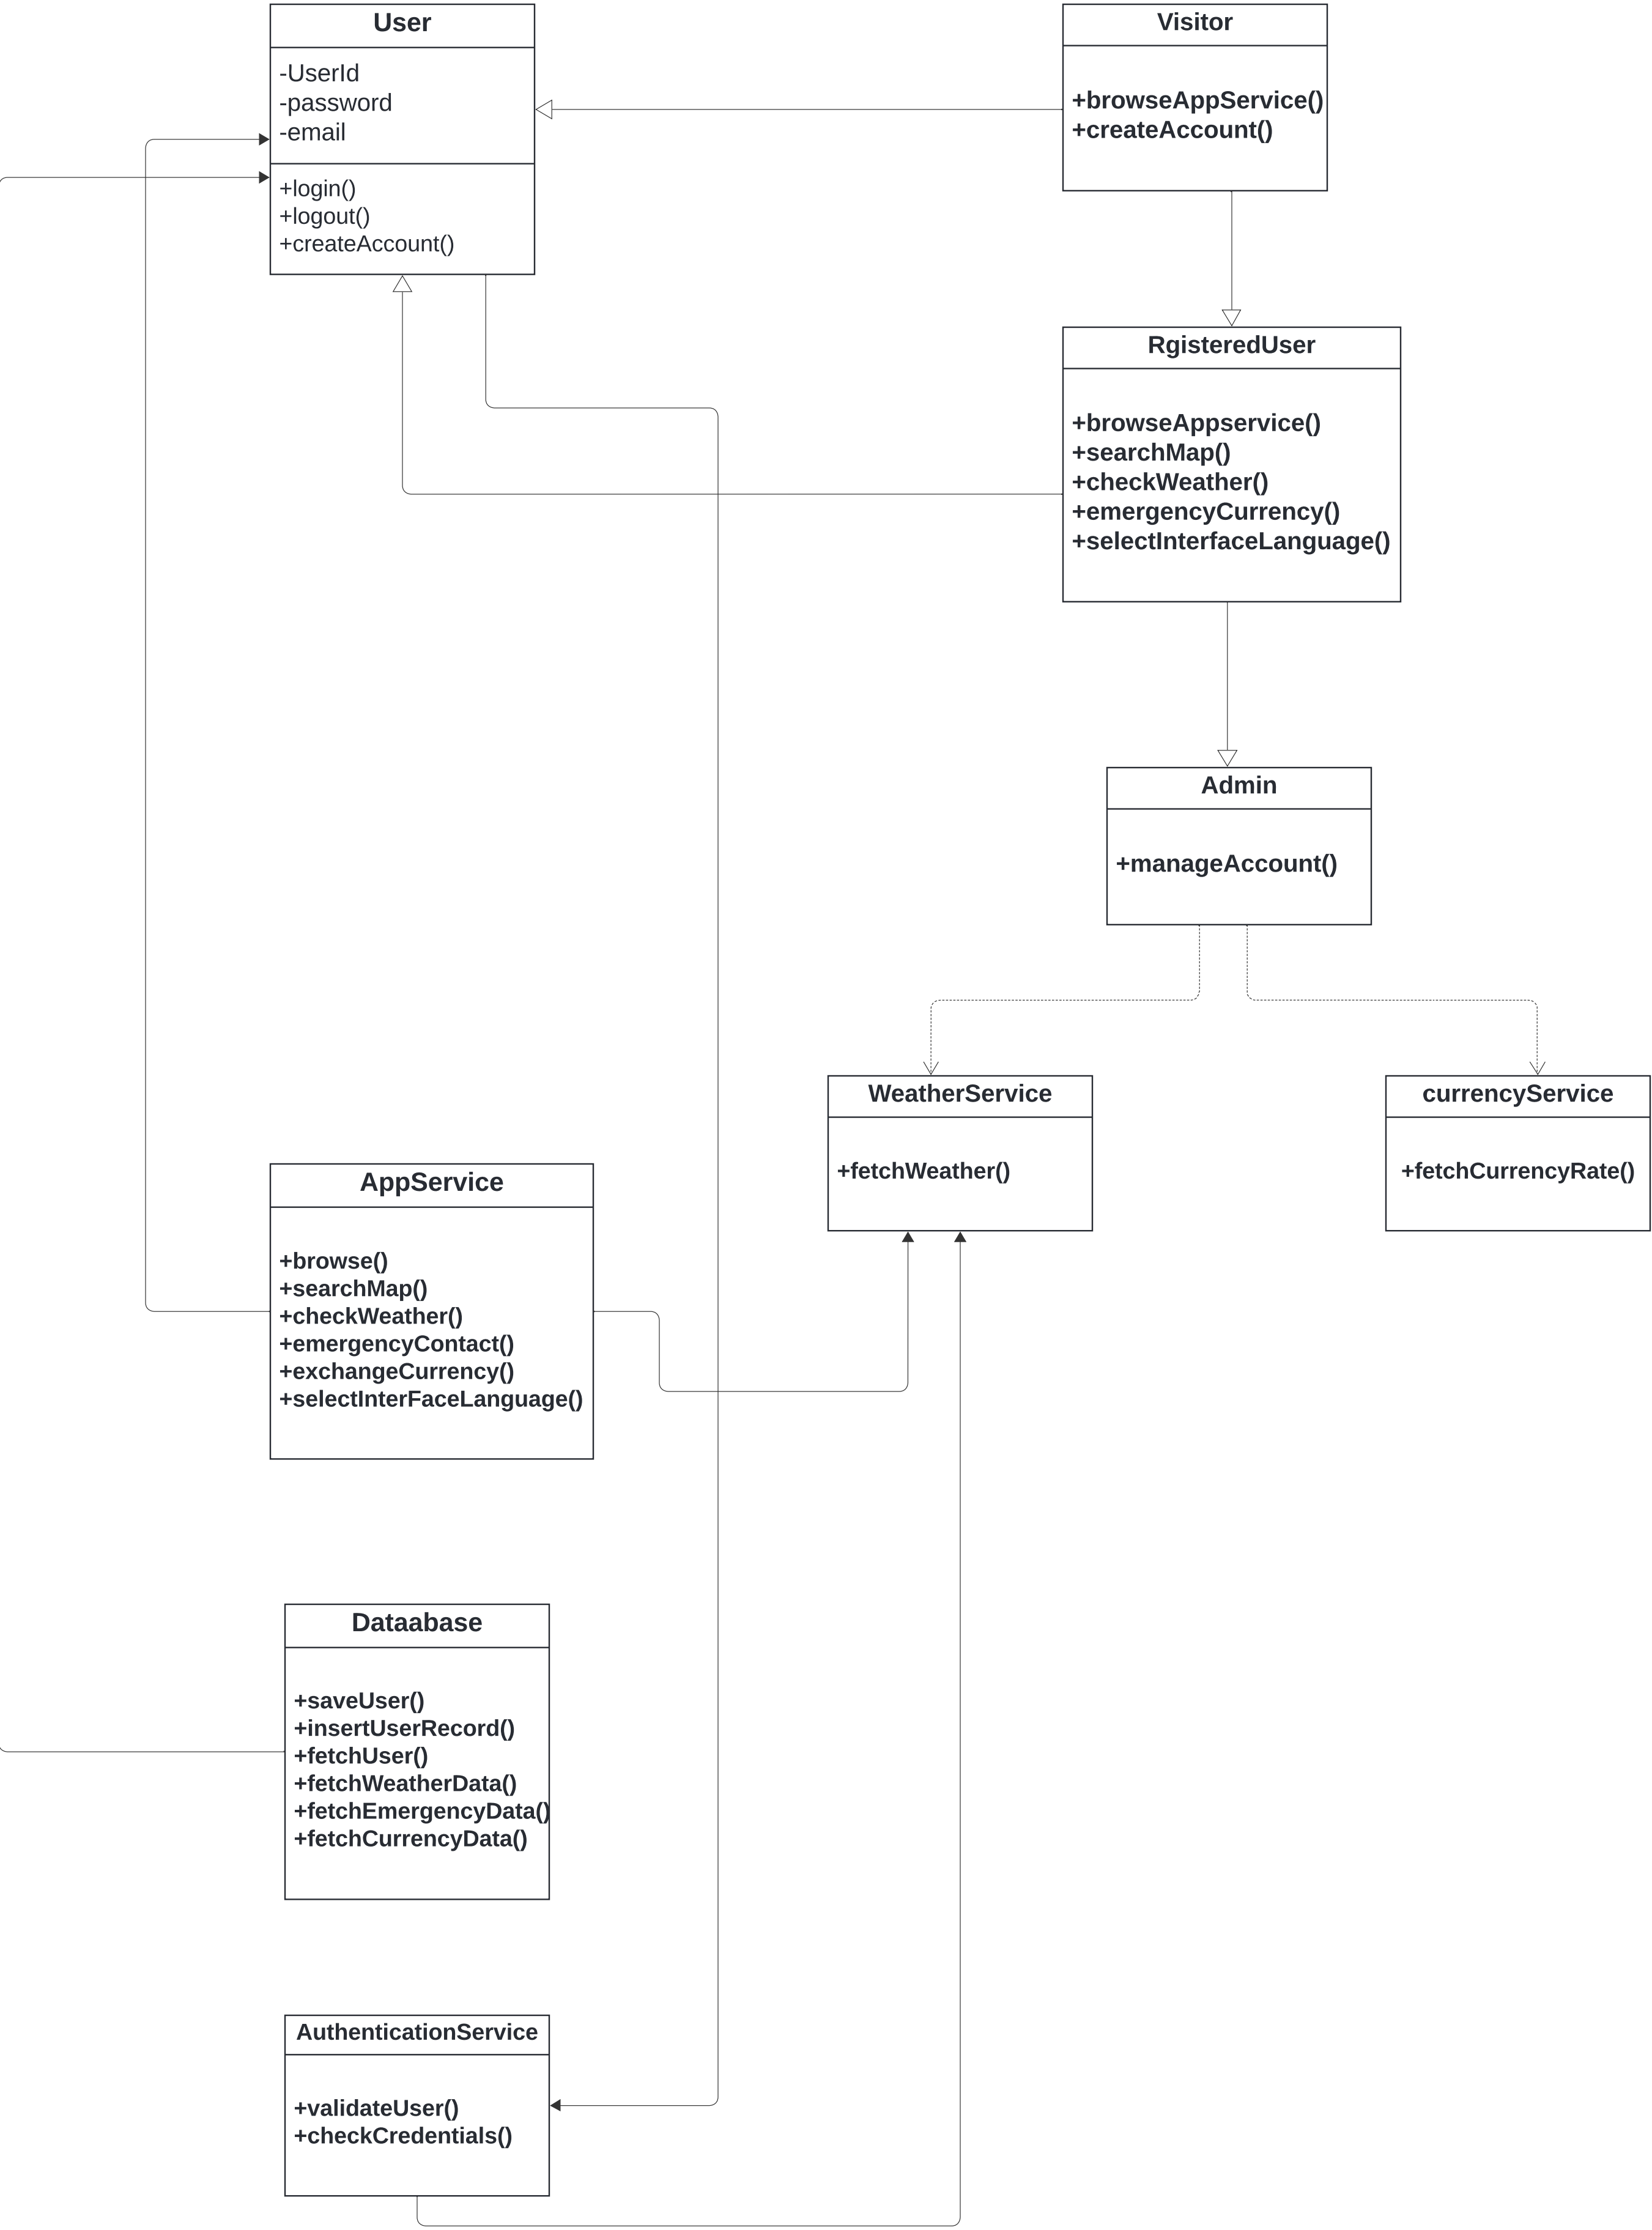 User
-UserId
-password
-email
+login()
+logout()
+createAccount()
Visitor
+browseAppService()
+createAccount()
RgisteredUser
+browseAppservice()
+searchMap()
+checkWeather()
+emergencyCurrency()
+selectInterfaceLanguage()
Admin
+manageAccount()
WeatherService
+fetchWeather()
currencyService
+fetchCurrencyRate()
AppService
+browse()
+searchMap()
+checkWeather()
+emergencyContact()
+exchangeCurrency()
+selectInterFaceLanguage()
Dataabase
+saveUser()
+insertUserRecord()
+fetchUser()
+fetchWeatherData()
+fetchEmergencyData()
+fetchCurrencyData()
AuthenticationService
+validateUser()
+checkCredentials()